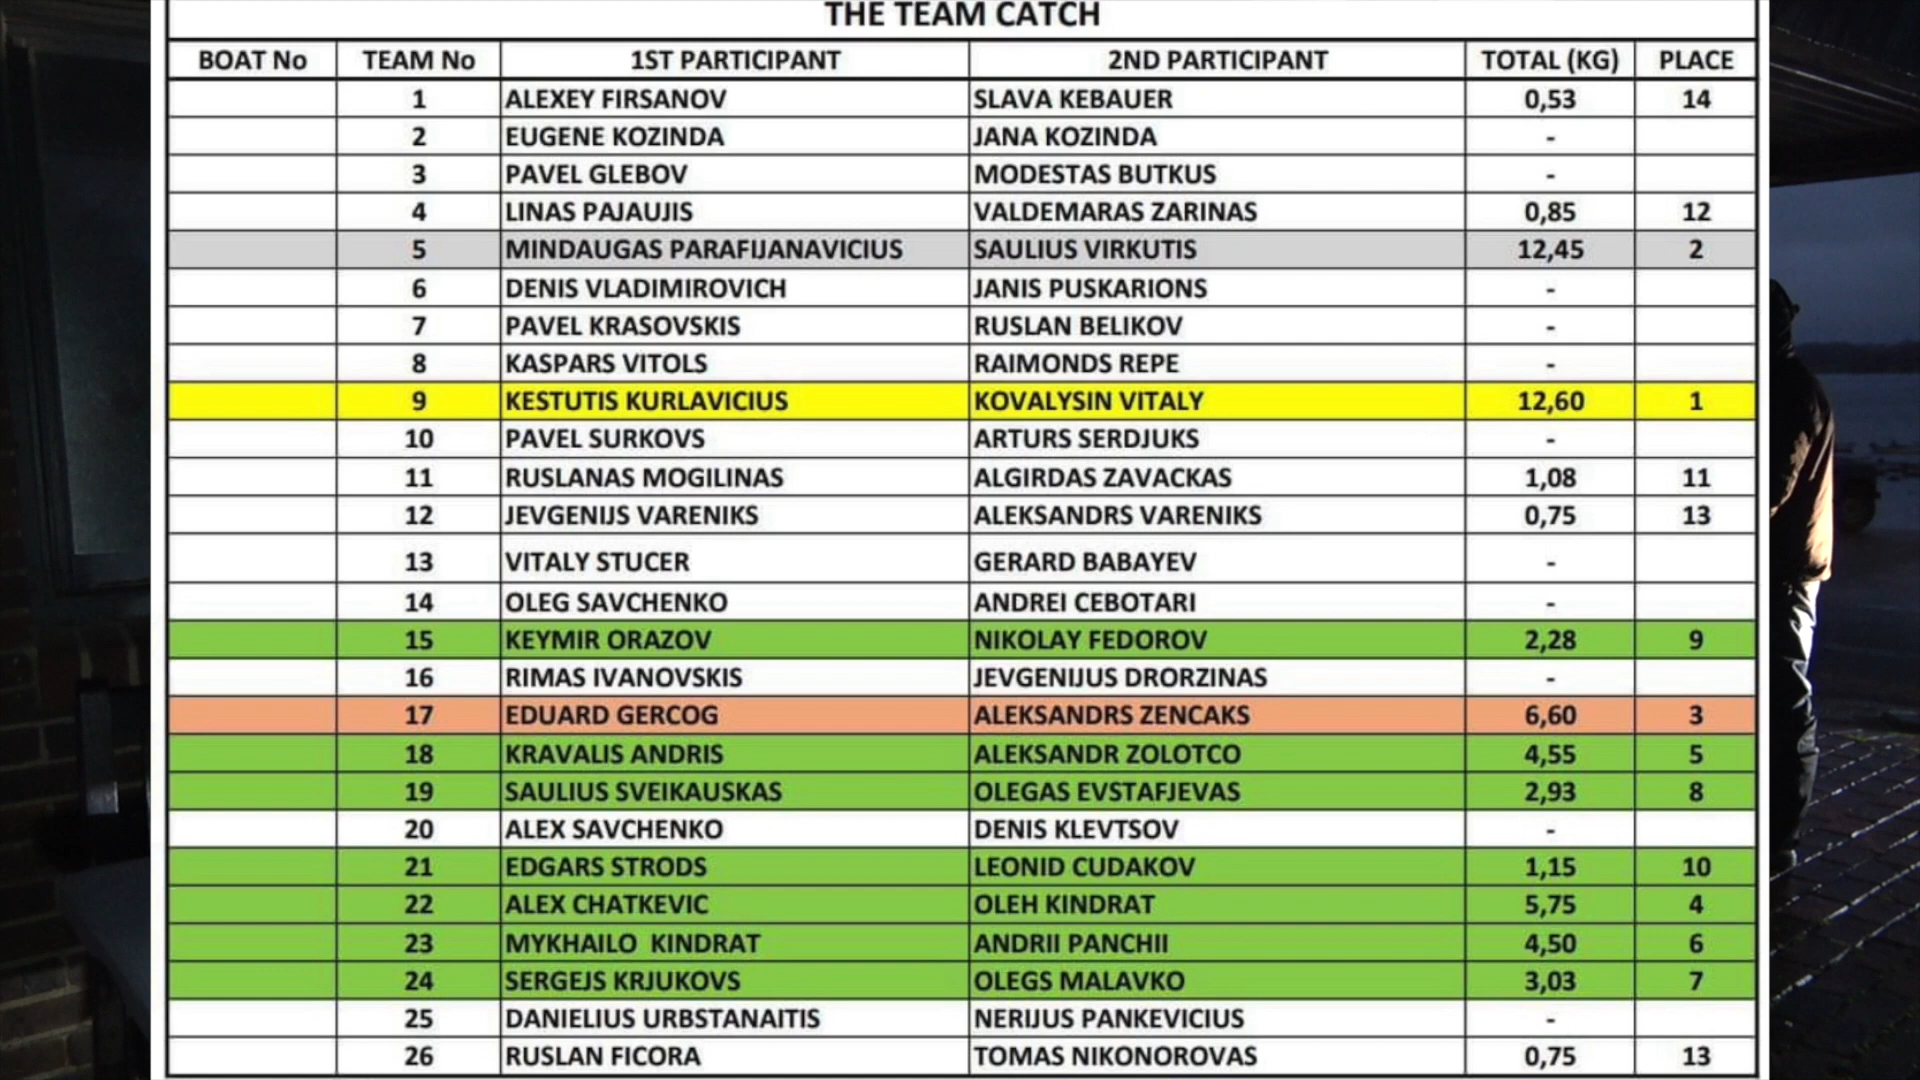 THE TEAM CATCH
BOAT No TEAM No 1ST PARTICIPANT 2ND PARTICIPANT TOTAL (KG) PLACE
1 ALEXEY FIRSANOV SLAVA KEBAUER 0,53 14
2 EUGENE KOZINDA JANA KOZINDA -
3 PAVEL GLEBOV MODESTAS BUTKUS -
4 LINAS PAJAUJIS VALDEMARAS ZARINAS 0,85 12
5 MINDAUGAS PARAFIJANAVICIUS SAULIUS VIRKUTIS 12,45 2
6 DENIS VLADIMIROVICH JANIS PUSKARIONS -
7 PAVEL KRASOVSKIS RUSLAN BELIKOV -
8 KASPARS VITOLS RAIMONDS REPE -
9 KESTUTIS KURLAVICIUS KOVALYSIN VITALY 12,60 1
10 PAVEL SURKOVS ARTURS SERDJUKS -
11 RUSLANAS MOGILINAS ALGIRDAS ZAVACKAS 1,08 11
12 JEVGENIJS VARENIKS ALEKSANDRS VARENIKS 0,75 13
13 VITALY STUCER GERARD BABAYEV -
14 OLEG SAVCHENKO ANDREI CEBOTARI -
15 KEYMIR ORAZOV NIKOLAY FEDOROV 2,28 9
16 RIMAS IVANOVSKIS JEVGENIJUS DRORZINAS -
17 EDUARD GERCOG ALEKSANDRS ZENCAKS 6,60 3
18 KRAVALIS ANDRIS ALEKSANDR ZOLOTCO 4,55 5
19 SAULIUS SVEIKAUSKAS OLEGAS EVSTAFJEVAS 2,93 8
20 ALEX SAVCHENKO DENIS KLEVTSOV -
21 EDGARS STRODS LEONID CUDAKOV 1,15 10
22 ALEX CHATKEVIC OLEH KINDRAT 5,75 4
23 MYKHAILO KINDRAT ANDRII PANCHII 4,50 6
24 SERGEJS KRJUKOVS OLEGS MALAVKO 3,03 7
25 DANIELIUS URBSTANAITIS NERIJUS PANKEVICIUS -
26 RUSLAN FICORA TOMAS NIKONOROVAS 0,75 13